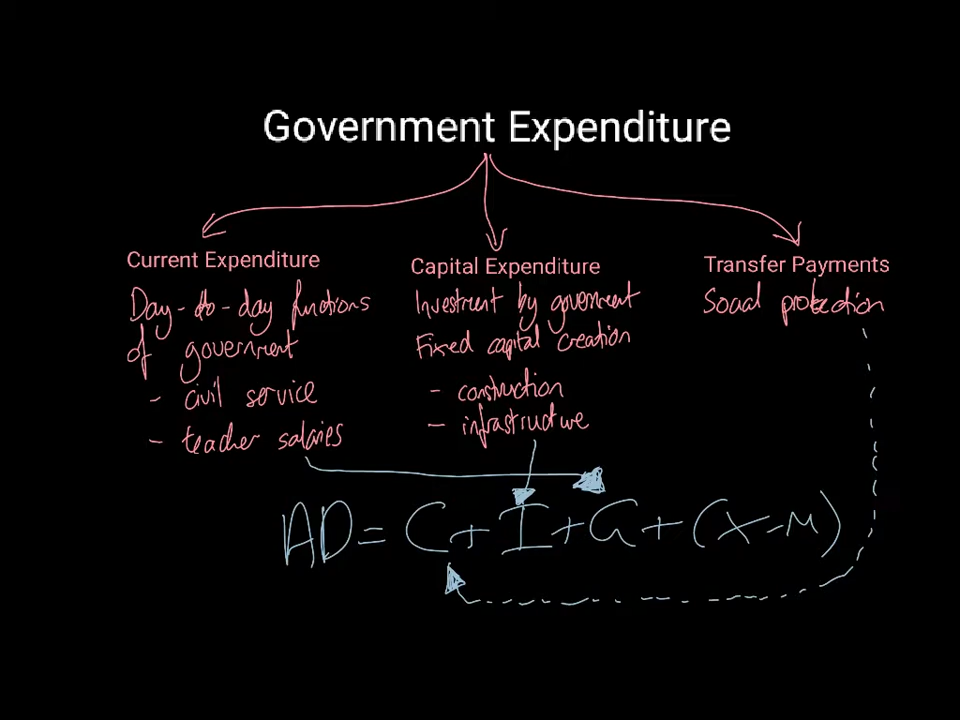 Government Expenditure
Current Expenditure
Day-to-day functions
of government
- civil service
- teacher salaries
Capital Expenditure
Investment by government
Fixed capital creation
- construction
- infrastructure
Transfer Payments
Social protection
AD = C + I + G + (X-M)